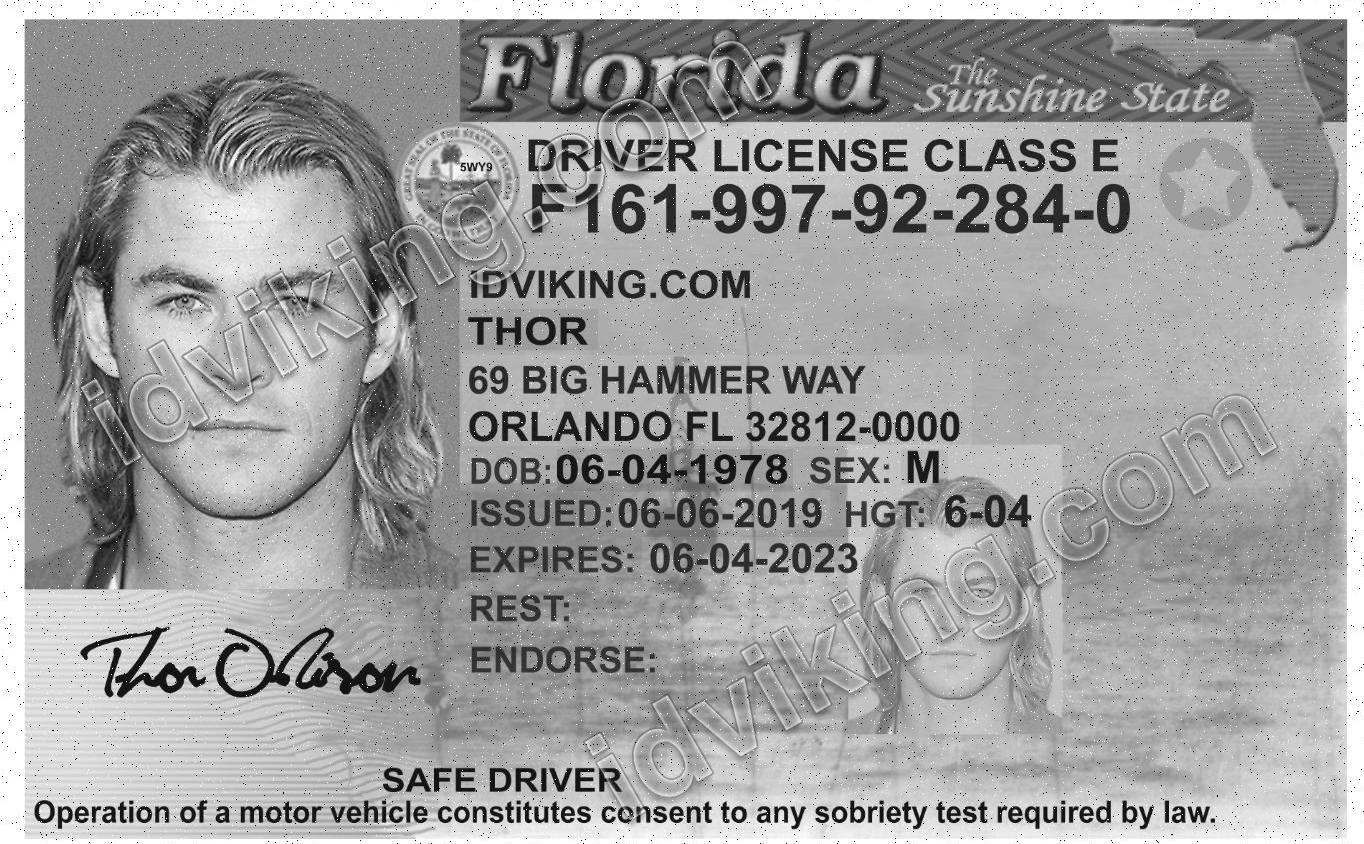 Florida
The
Sunshine State
5WY9
DRIVER LICENSE CLASS E
F161-997-92-284-0
IDVIKING.COM
THOR
69 BIG HAMMER WAY
ORLANDO FL 32812-0000
DOB: 06-04-1978 SEX: M
ISSUED: 06-06-2019 HGT: 6-04
EXPIRES: 06-04-2023
REST:
ENDORSE:
Thor Odinson
SAFE DRIVER
Operation of a motor vehicle constitutes consent to any sobriety test required by law.
idviking.com
idviking.com